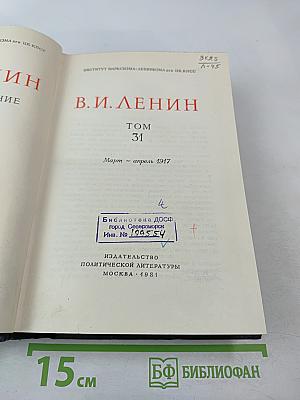 ИНСТИТУТ МАРКСИЗМА-ЛЕНИНИЗМА при ЦК КПСС
В.И. ЛЕНИН
ТОМ
31
Март – апрель 1917
Библиотека ДОСФ
город Североморск
Инв. № 109554
ИЗДАТЕЛЬСТВО
ПОЛИТИЧЕСКОЙ ЛИТЕРАТУРЫ
МОСКВА • 1981
15 см
БФ БИБЛИОФАН